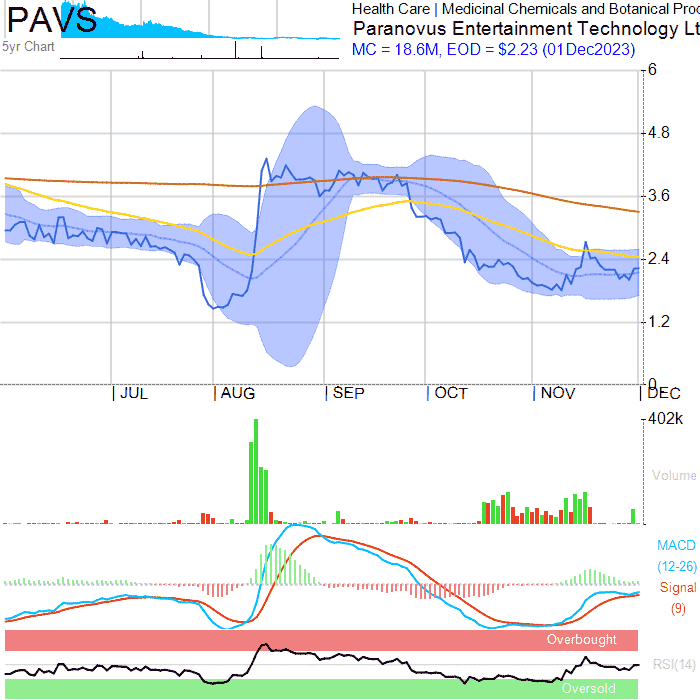 PAVS
5yr Chart
Health Care | Medicinal Chemicals and Botanical Proc
Paranovus Entertainment Technology Lt
MC = 18.6M, EOD = $2.23 (01Dec2023)
6
4.8
3.6
2.4
1.2
0
JUL AUG SEP OCT NOV DEC
402k
Volume
MACD
(12-26)
Signal
(9)
Overbought
RSI(14)
Oversold